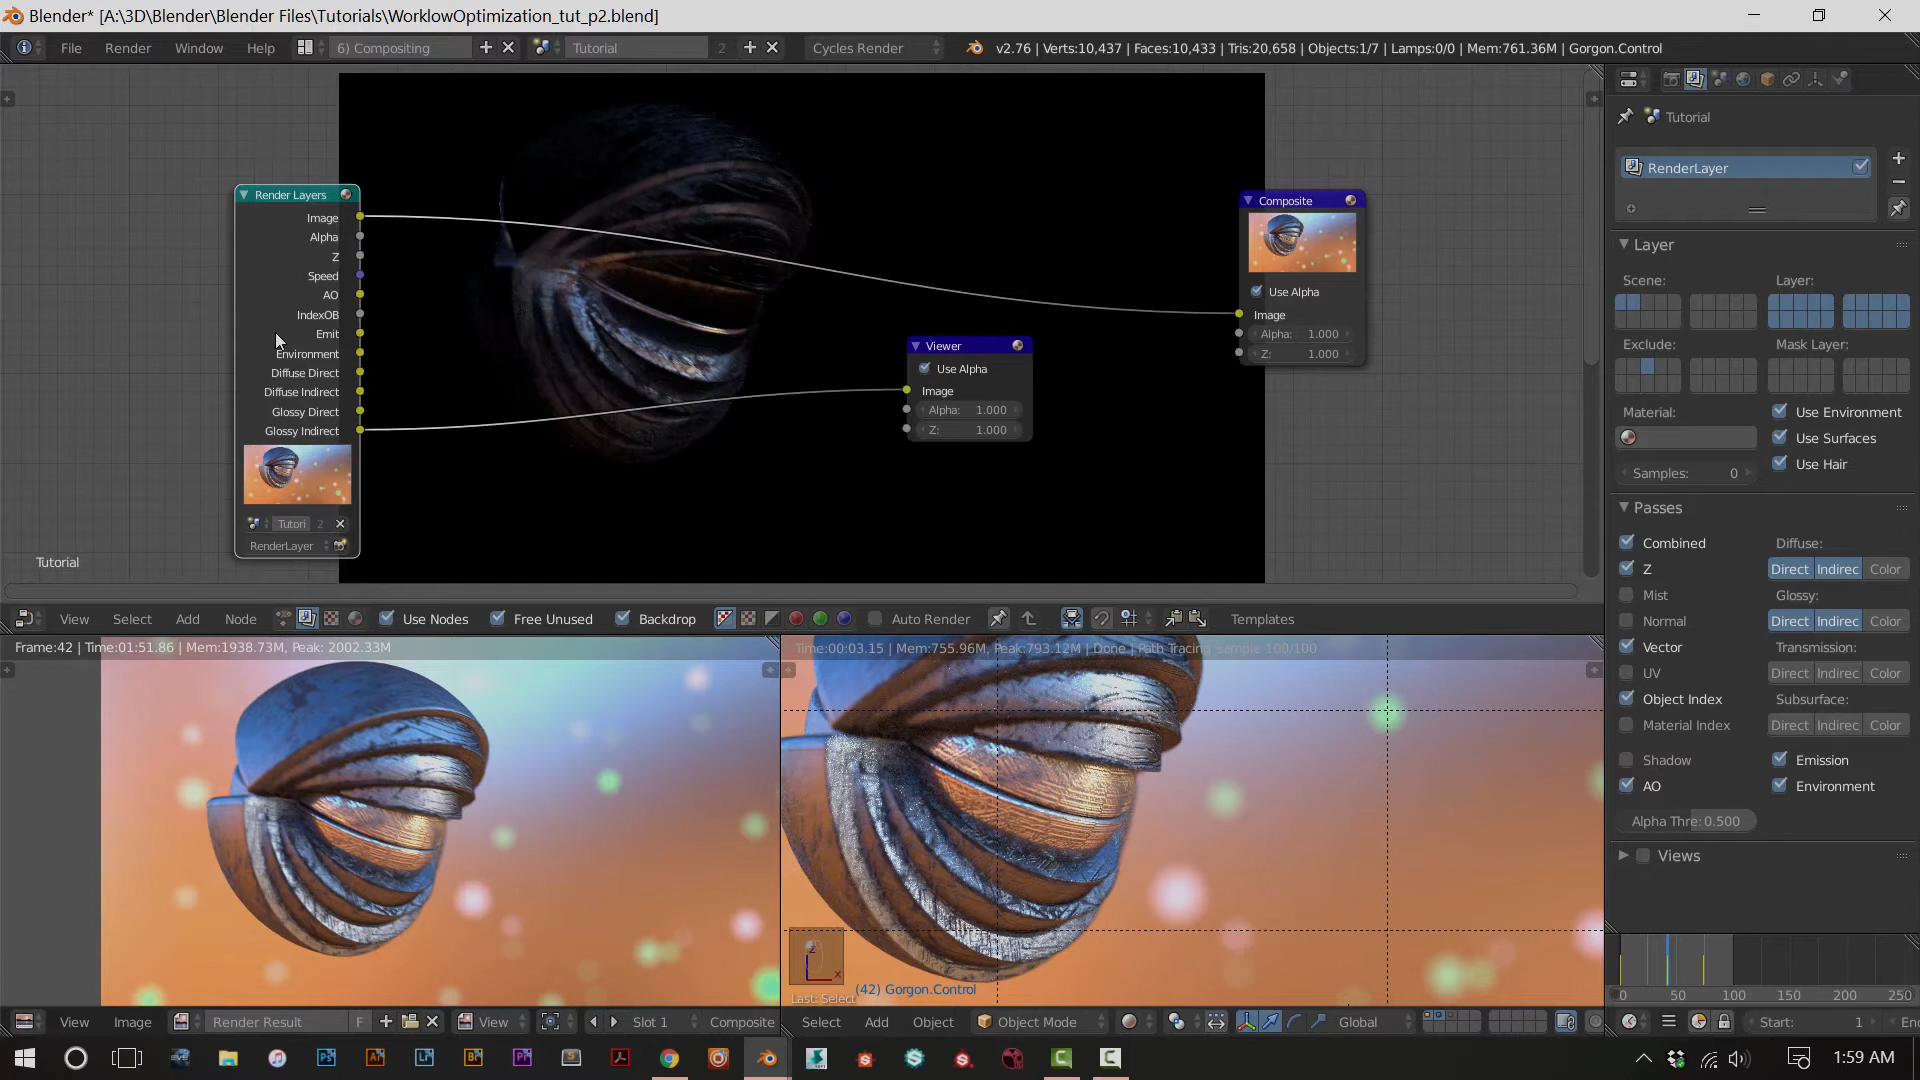 Blender* [A:\3D\Blender\Blender Files\Tutorials\WorklowOptimization_tut_p2.blend]
File Render Window Help 6) Compositing Tutorial 2 Cycles Render v2.76 | Verts:10,437 | Faces:10,433 | Tris:20,658 | Objects:1/7 | Lamps:0/0 | Mem:761.36M | Gorgon.Control
Render Layers
Image
Alpha
Z
Speed
AO
IndexOB
Emit
Environment
Diffuse Direct
Diffuse Indirect
Glossy Direct
Glossy Indirect
Tutori 2
RenderLayer
Viewer
Use Alpha
Image
Alpha: 1.000
Z: 1.000
Composite
Use Alpha
Image
Alpha: 1.000
Z: 1.000
Tutorial
View Select Add Node Use Nodes Free Unused Backdrop Auto Render Templates
Tutorial
RenderLayer
Layer
Scene: Layer:
Exclude: Mask Layer:
Material: Use Environment
Use Surfaces
Use Hair
Samples: 0
Passes
Combined Diffuse:
Z Direct Indirec Color
Mist Glossy:
Normal Direct Indirec Color
Vector Transmission:
UV Direct Indirec Color
Object Index Subsurface:
Material Index Direct Indirec Color
Shadow Emission
AO Environment
Alpha Thre: 0.500
Views
Frame:42 | Time:01:51.86 | Mem:1938.73M, Peak: 2002.33M
Time:00:03.15 | Mem:755.96M, Peak:793.12M | Done | Path Tracing Sample 100/100
Z
X
Last: Select
(42) Gorgon.Control
0 50 100 150 200 250
View Image Render Result F View Slot 1 Composite
Select Add Object Object Mode Global
Start: 1 En
Ps Ai Lr Br Pr S
1:59 AM